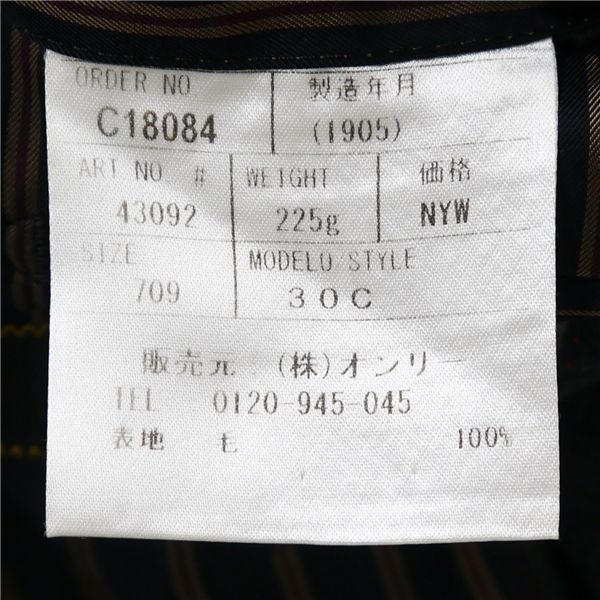 ORDER NO 製造年月
C18084 (1905)
ART NO # WEIGHT 価格
43092 225g NYW
SIZE MODELO STYLE
709 30C
販売元 : (株)オンリー
TEL 0120-945-045
表地 毛 100%